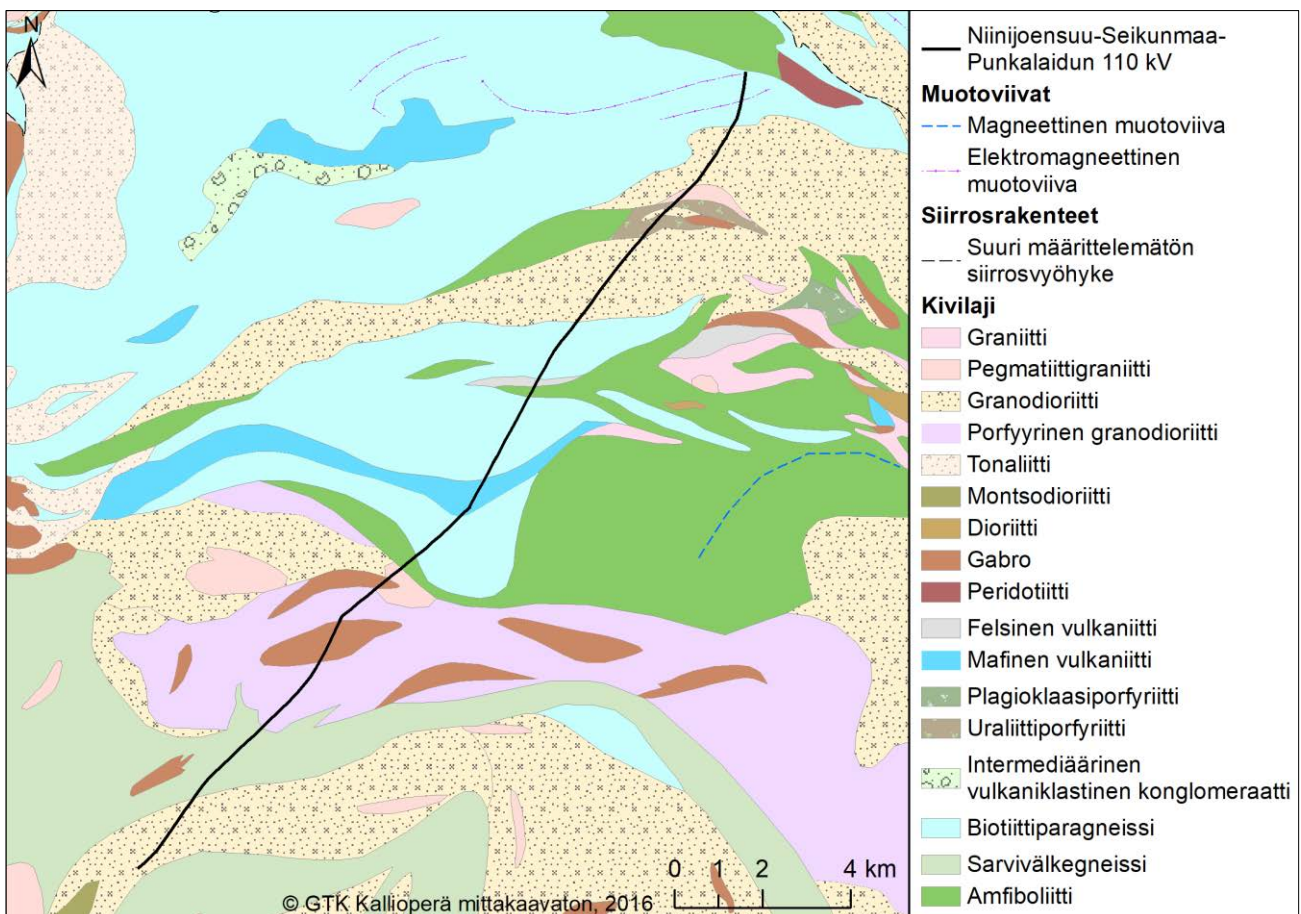 N
Niinijoensuu-Seikunmaa-
Punkalaidun 110 kV
Muotoviivat
Magneettinen muotoviiva
Elektromagneettinen
muotoviiva
Siirrosrakenteet
Suuri määrittelemätön
siirrosvyöhyke
Kivilaji
Graniitti
Pegmatiittigraniitti
Granodioriitti
Porfyyrinen granodioriitti
Tonaliitti
Montsodioriitti
Dioriitti
Gabro
Peridotiitti
Felsinen vulkaniitti
Mafinen vulkaniitti
Plagioklaasiporfyriitti
Uraliittiporfyriitti
Intermediäärinen
vulkaniklastinen konglomeraatti
Biotiittiparagneissi
Sarvivälkegneissi
Amfiboliitti
0 1 2 4 km
© GTK Kallioperä mittakaavaton, 2016